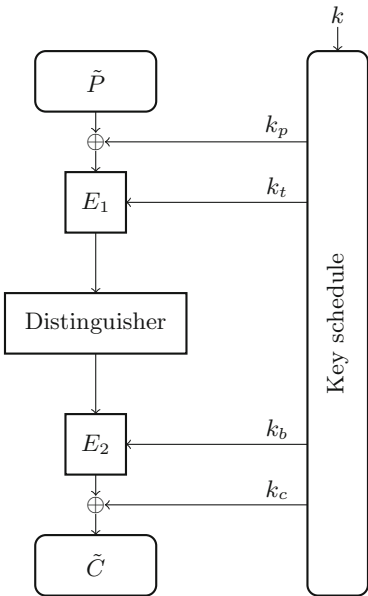 k
P̃
k_p
⊕
E_1
k_t
Distinguisher
Key schedule
E_2
k_b
⊕
k_c
C̃